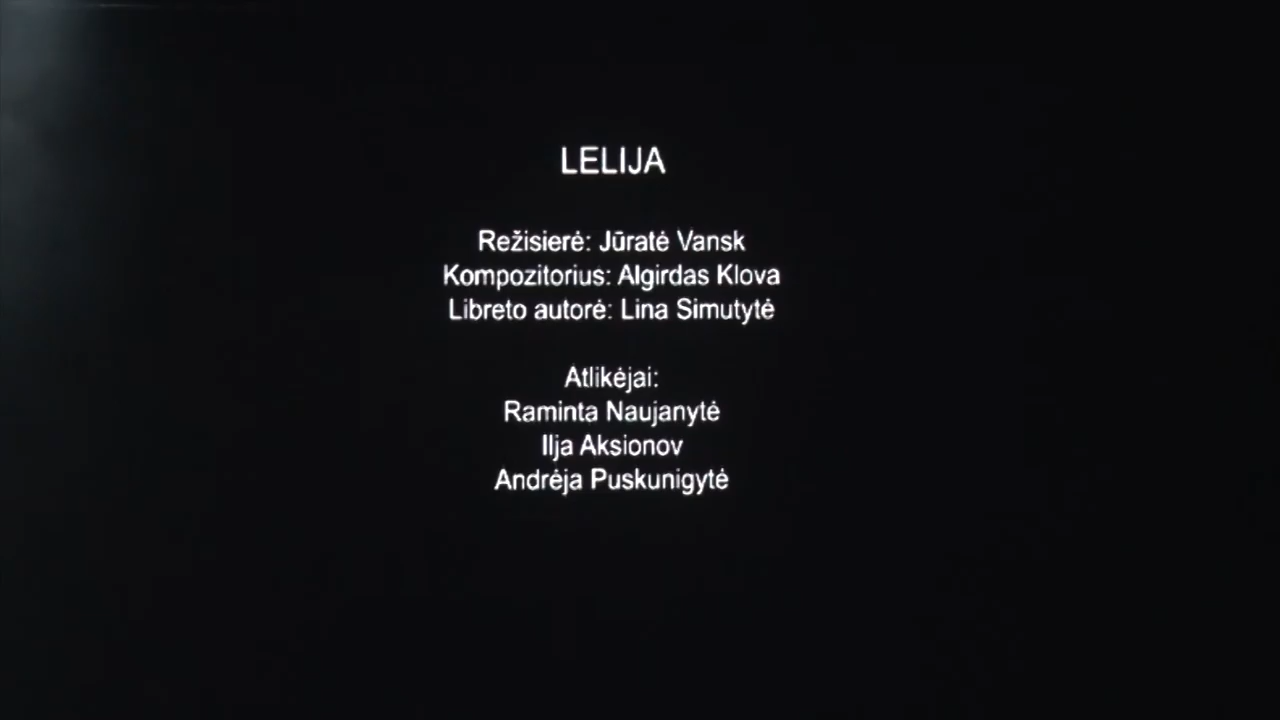 LELIJA
Režisierė: Jūratė Vansk
Kompozitorius: Algirdas Klova
Libreto autorė: Lina Simutytė
Atlikėjai:
Raminta Naujanytė
Ilja Aksionov
Andrėja Puskunigytė